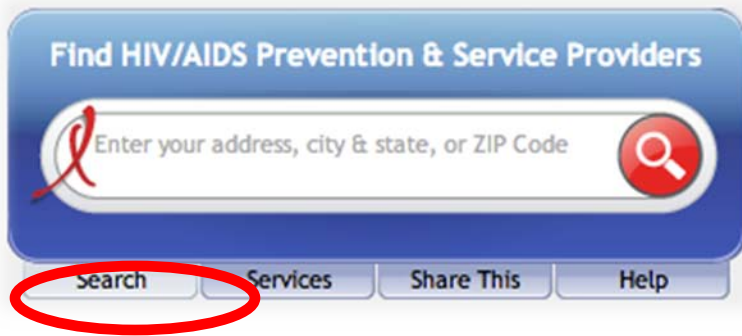 Find HIV/AIDS Prevention & Service Providers
Enter your address, city & state, or ZIP Code
Search Services Share This Help